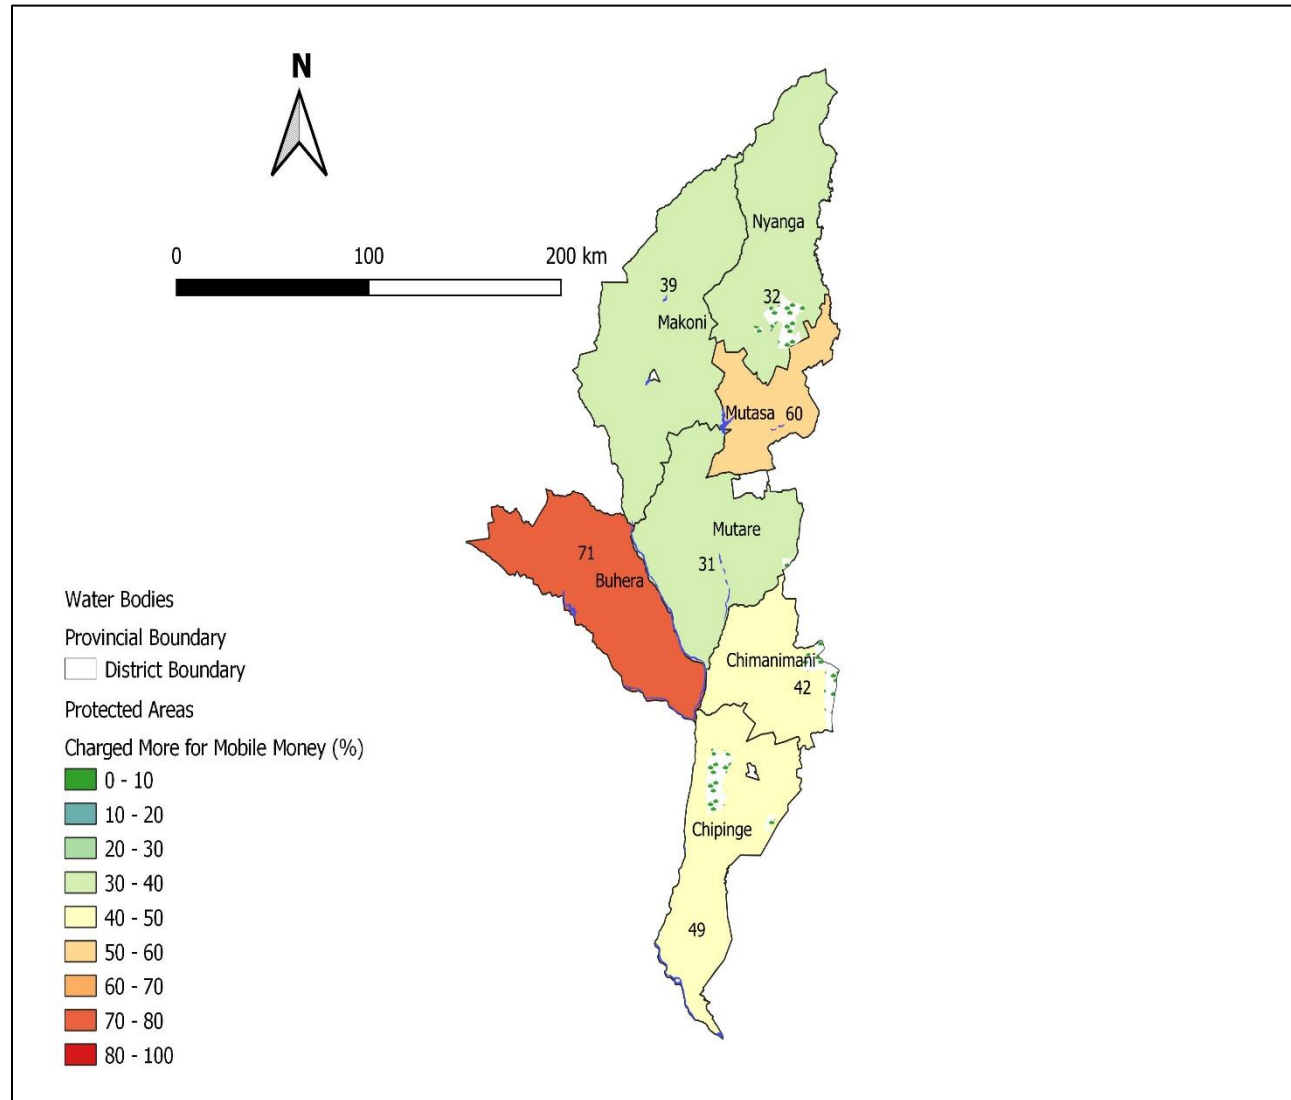 N
0 100 200 km
Nyanga
39
32
Makoni
Mutasa 60
Mutare
71
31
Buhera
Chimanimani
42
Chipinge
49
Water Bodies
Provincial Boundary
District Boundary
Protected Areas
Charged More for Mobile Money (%)
0 - 10
10 - 20
20 - 30
30 - 40
40 - 50
50 - 60
60 - 70
70 - 80
80 - 100